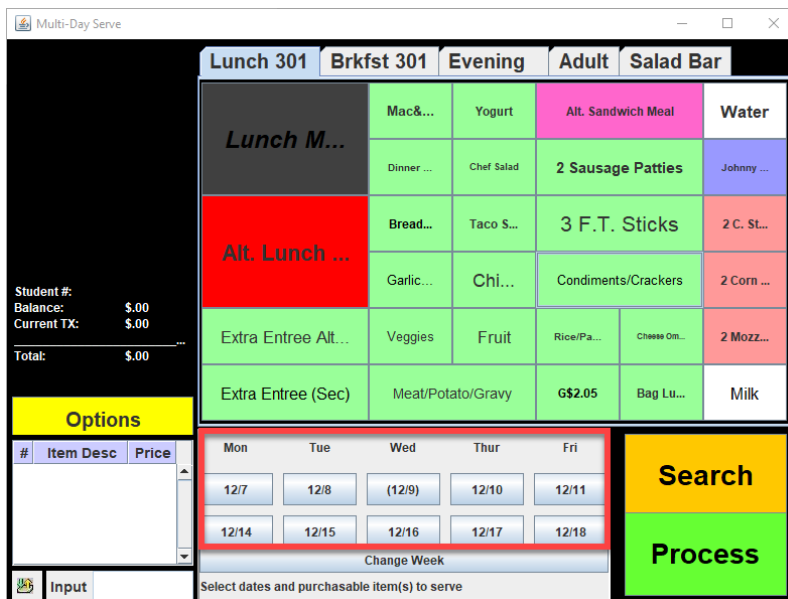 Multi-Day Serve
Lunch 301 Brkfst 301 Evening Adult Salad Bar
Lunch M... Mac&... Yogurt Alt. Sandwich Meal Water
Dinner ... Chef Salad 2 Sausage Patties Johnny ...
Alt. Lunch ... Bread... Taco S... 3 F.T. Sticks 2 C. St...
Garlic... Chi... Condiments/Crackers 2 Corn ...
Extra Entree Alt... Veggies Fruit Rice/Pa... Cheese Om... 2 Mozz...
Extra Entree (Sec) Meat/Potato/Gravy G$2.05 Bag Lu... Milk
Student #:
Balance: $.00
Current TX: $.00
...
Total: $.00
Options
# Item Desc Price
Input
Mon Tue Wed Thur Fri
12/7 12/8 (12/9) 12/10 12/11
12/14 12/15 12/16 12/17 12/18
Change Week
Select dates and purchasable item(s) to serve
Search
Process